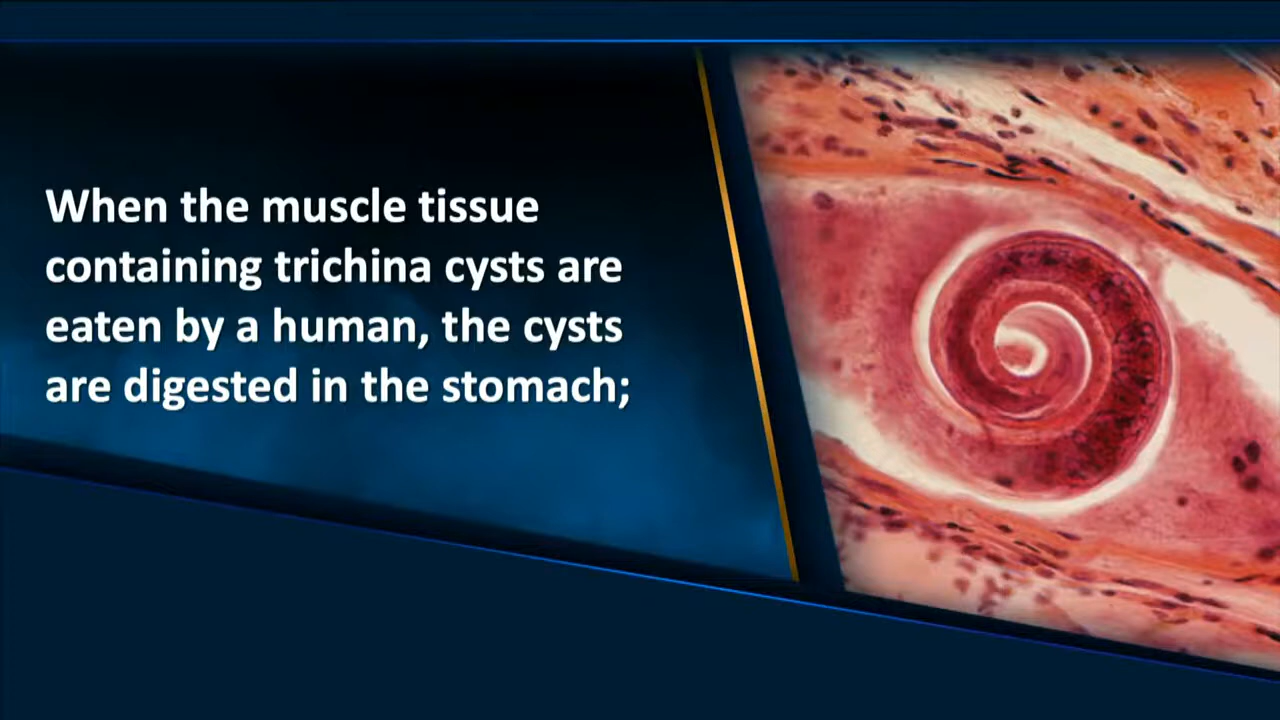 When the muscle tissue
containing trichina cysts are
eaten by a human, the cysts
are digested in the stomach;